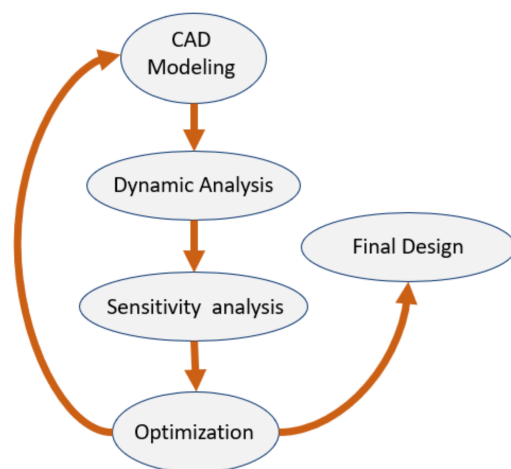 CAD
Modeling
Dynamic Analysis
Final Design
Sensitivity analysis
Optimization